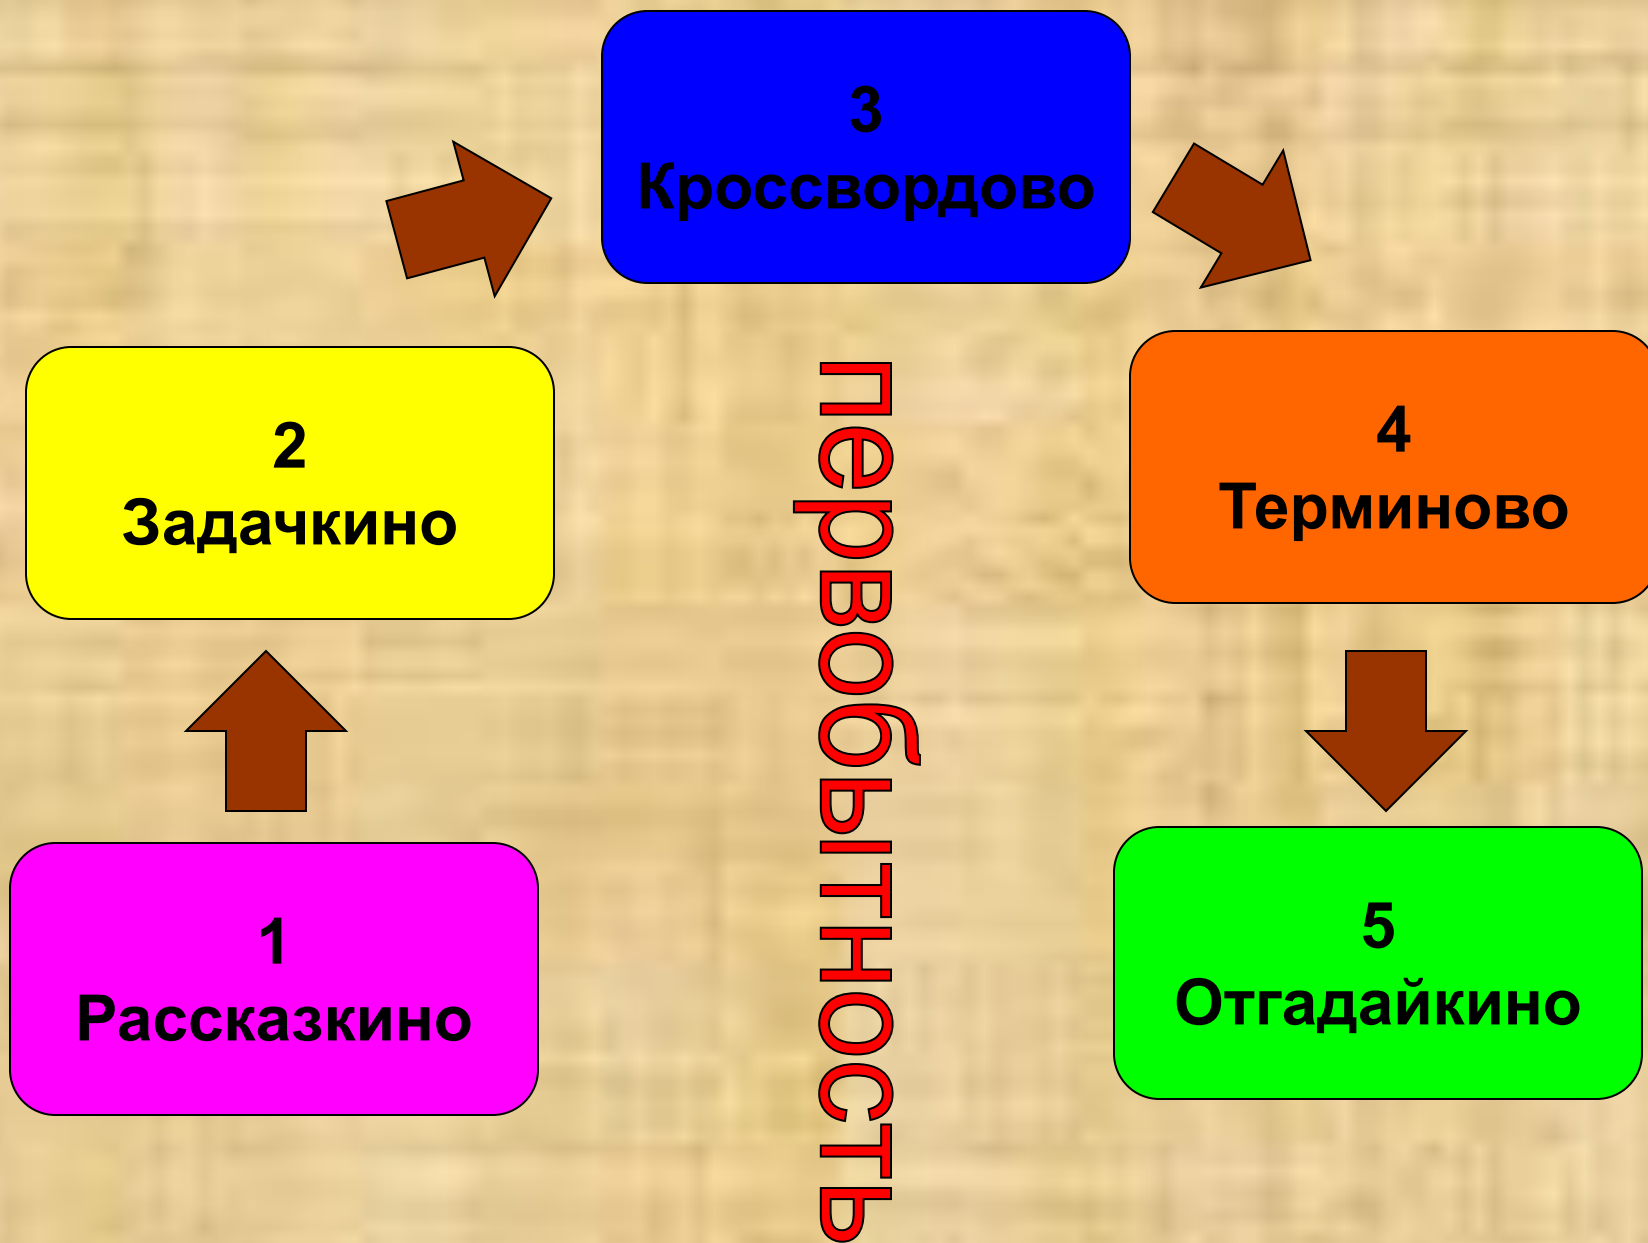 3
Кроссвордово
2
Задачкино
4
Терминово
первобытность
1
Рассказкино
5
Отгадайкино